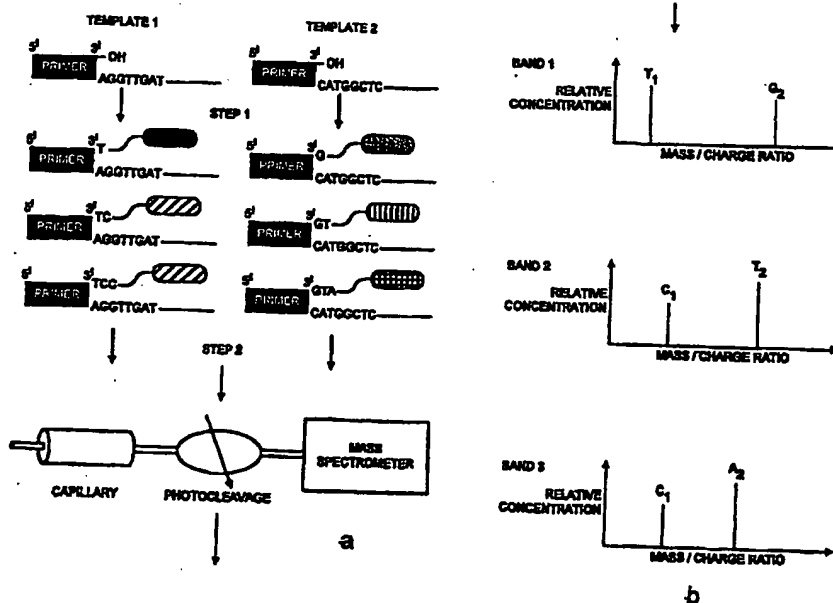 TEMPLATE 1
TEMPLATE 2
5' 3' OH
PRIMER
AGGTTGAT
5' 3' OH
PRIMER
CATGGCTC
STEP 1
5' 3' T
PRIMER
AGGTTGAT
5' 3' G
PRIMER
CATGGCTC
5' 3' TC
PRIMER
AGGTTGAT
5' 3' GT
PRIMER
CATGGCTC
5' 3' TCC
PRIMER
AGGTTGAT
5' 3' GTA
PRIMER
CATGGCTC
STEP 2
CAPILLARY
PHOTOCLEAVAGE
MASS
SPECTROMETER
a
BAND 1
RELATIVE
CONCENTRATION
T1
G2
MASS / CHARGE RATIO
BAND 2
RELATIVE
CONCENTRATION
C1
T2
MASS / CHARGE RATIO
BAND 3
RELATIVE
CONCENTRATION
C1
A2
MASS / CHARGE RATIO
b